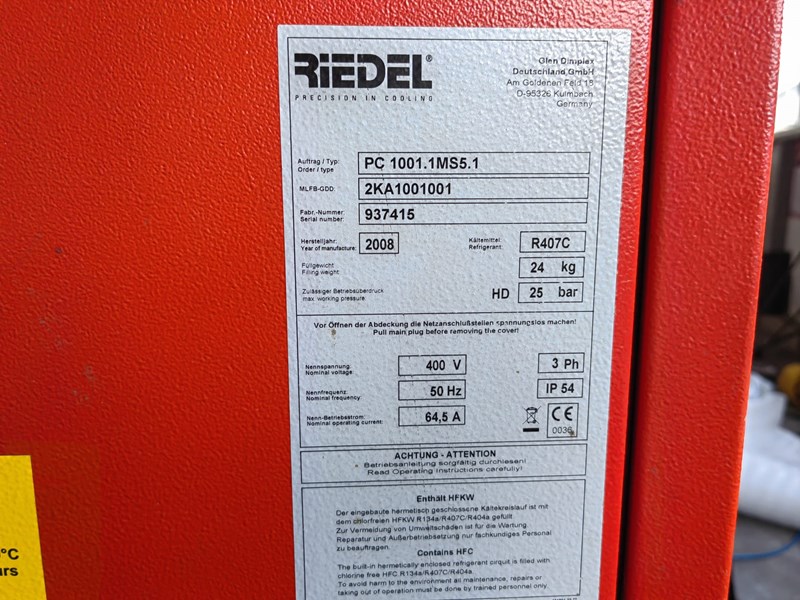 RIEDEL®
PRECISION IN COOLING
Glen Dimplex
Deutschland GmbH
Am Goldenen Feld 18
D-95326 Kulmbach
Germany
Auftrag / Typ: PC 1001.1MS5.1
Order / type
MLFB-GDD: 2KA1001001
Fabr.-Nummer: 937415
Serial number:
Herstelljahr: 2008 Kältemittel: R407C
Year of manufacture: Refrigerant:
Füllgewicht 24 kg
Filling weight:
Zulässiger Betriebsüberdruck HD 25 bar
max. working pressure
Vor Öffnen der Abdeckung die Netzanschlußstellen spannungslos machen!
Pull main plug before removing the cover!
Nennspannung: 400 V 3 Ph
Nominal voltage
Nennfrequenz: 50 Hz IP 54
Nominal frequency:
Nenn-Betriebsstrom: 64,5 A CE
Nominal operating current: 0036
ACHTUNG - ATTENTION
Betriebsanleitung sorgfältig durchlesen!
Read Operating Instructions carefully!
Enthält HFKW
Der eingebaute hermetisch geschlossene Kältekreislauf ist mit
dem chlorfreien HFKW R134a/R407C/R404a gefüllt.
Zur Vermeidung von Umweltschäden ist für die Wartung,
Reparatur und Außerbetriebsetzung nur fachkundiges Personal
zu beauftragen.
Contains HFC
The built-in hermetically enclosed refrigerant circuit is filled with
chlorine free HFC R134a/R407C/R404a.
To avoid harm to the environment all maintenance, repairs or
taking out of operation must be done by trained personnel only.
°C
urs